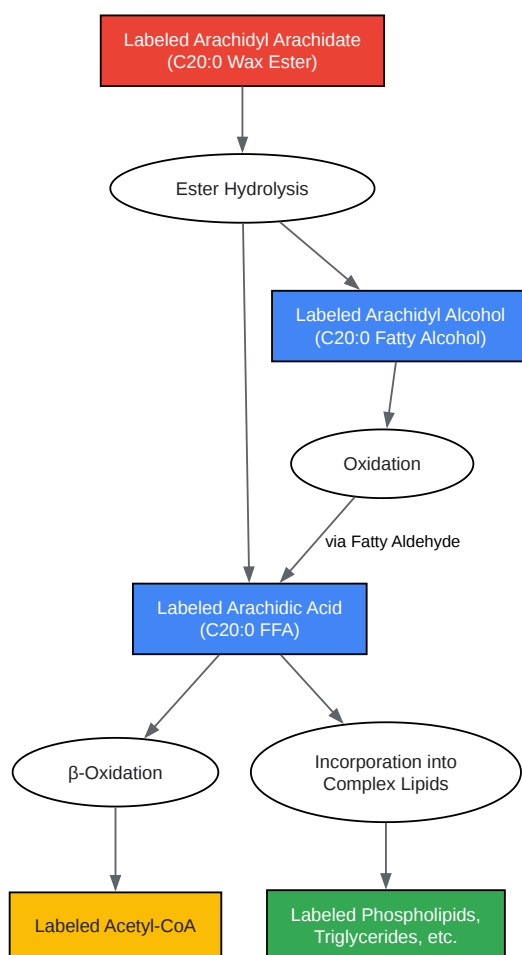 Labeled Arachidyl Arachidate
(C20:0 Wax Ester)
Ester Hydrolysis
Labeled Arachidyl Alcohol
(C20:0 Fatty Alcohol)
Oxidation
via Fatty Aldehyde
Labeled Arachidic Acid
(C20:0 FFA)
β-Oxidation
Incorporation into
Complex Lipids
Labeled Acetyl-CoA
Labeled Phospholipids,
Triglycerides, etc.